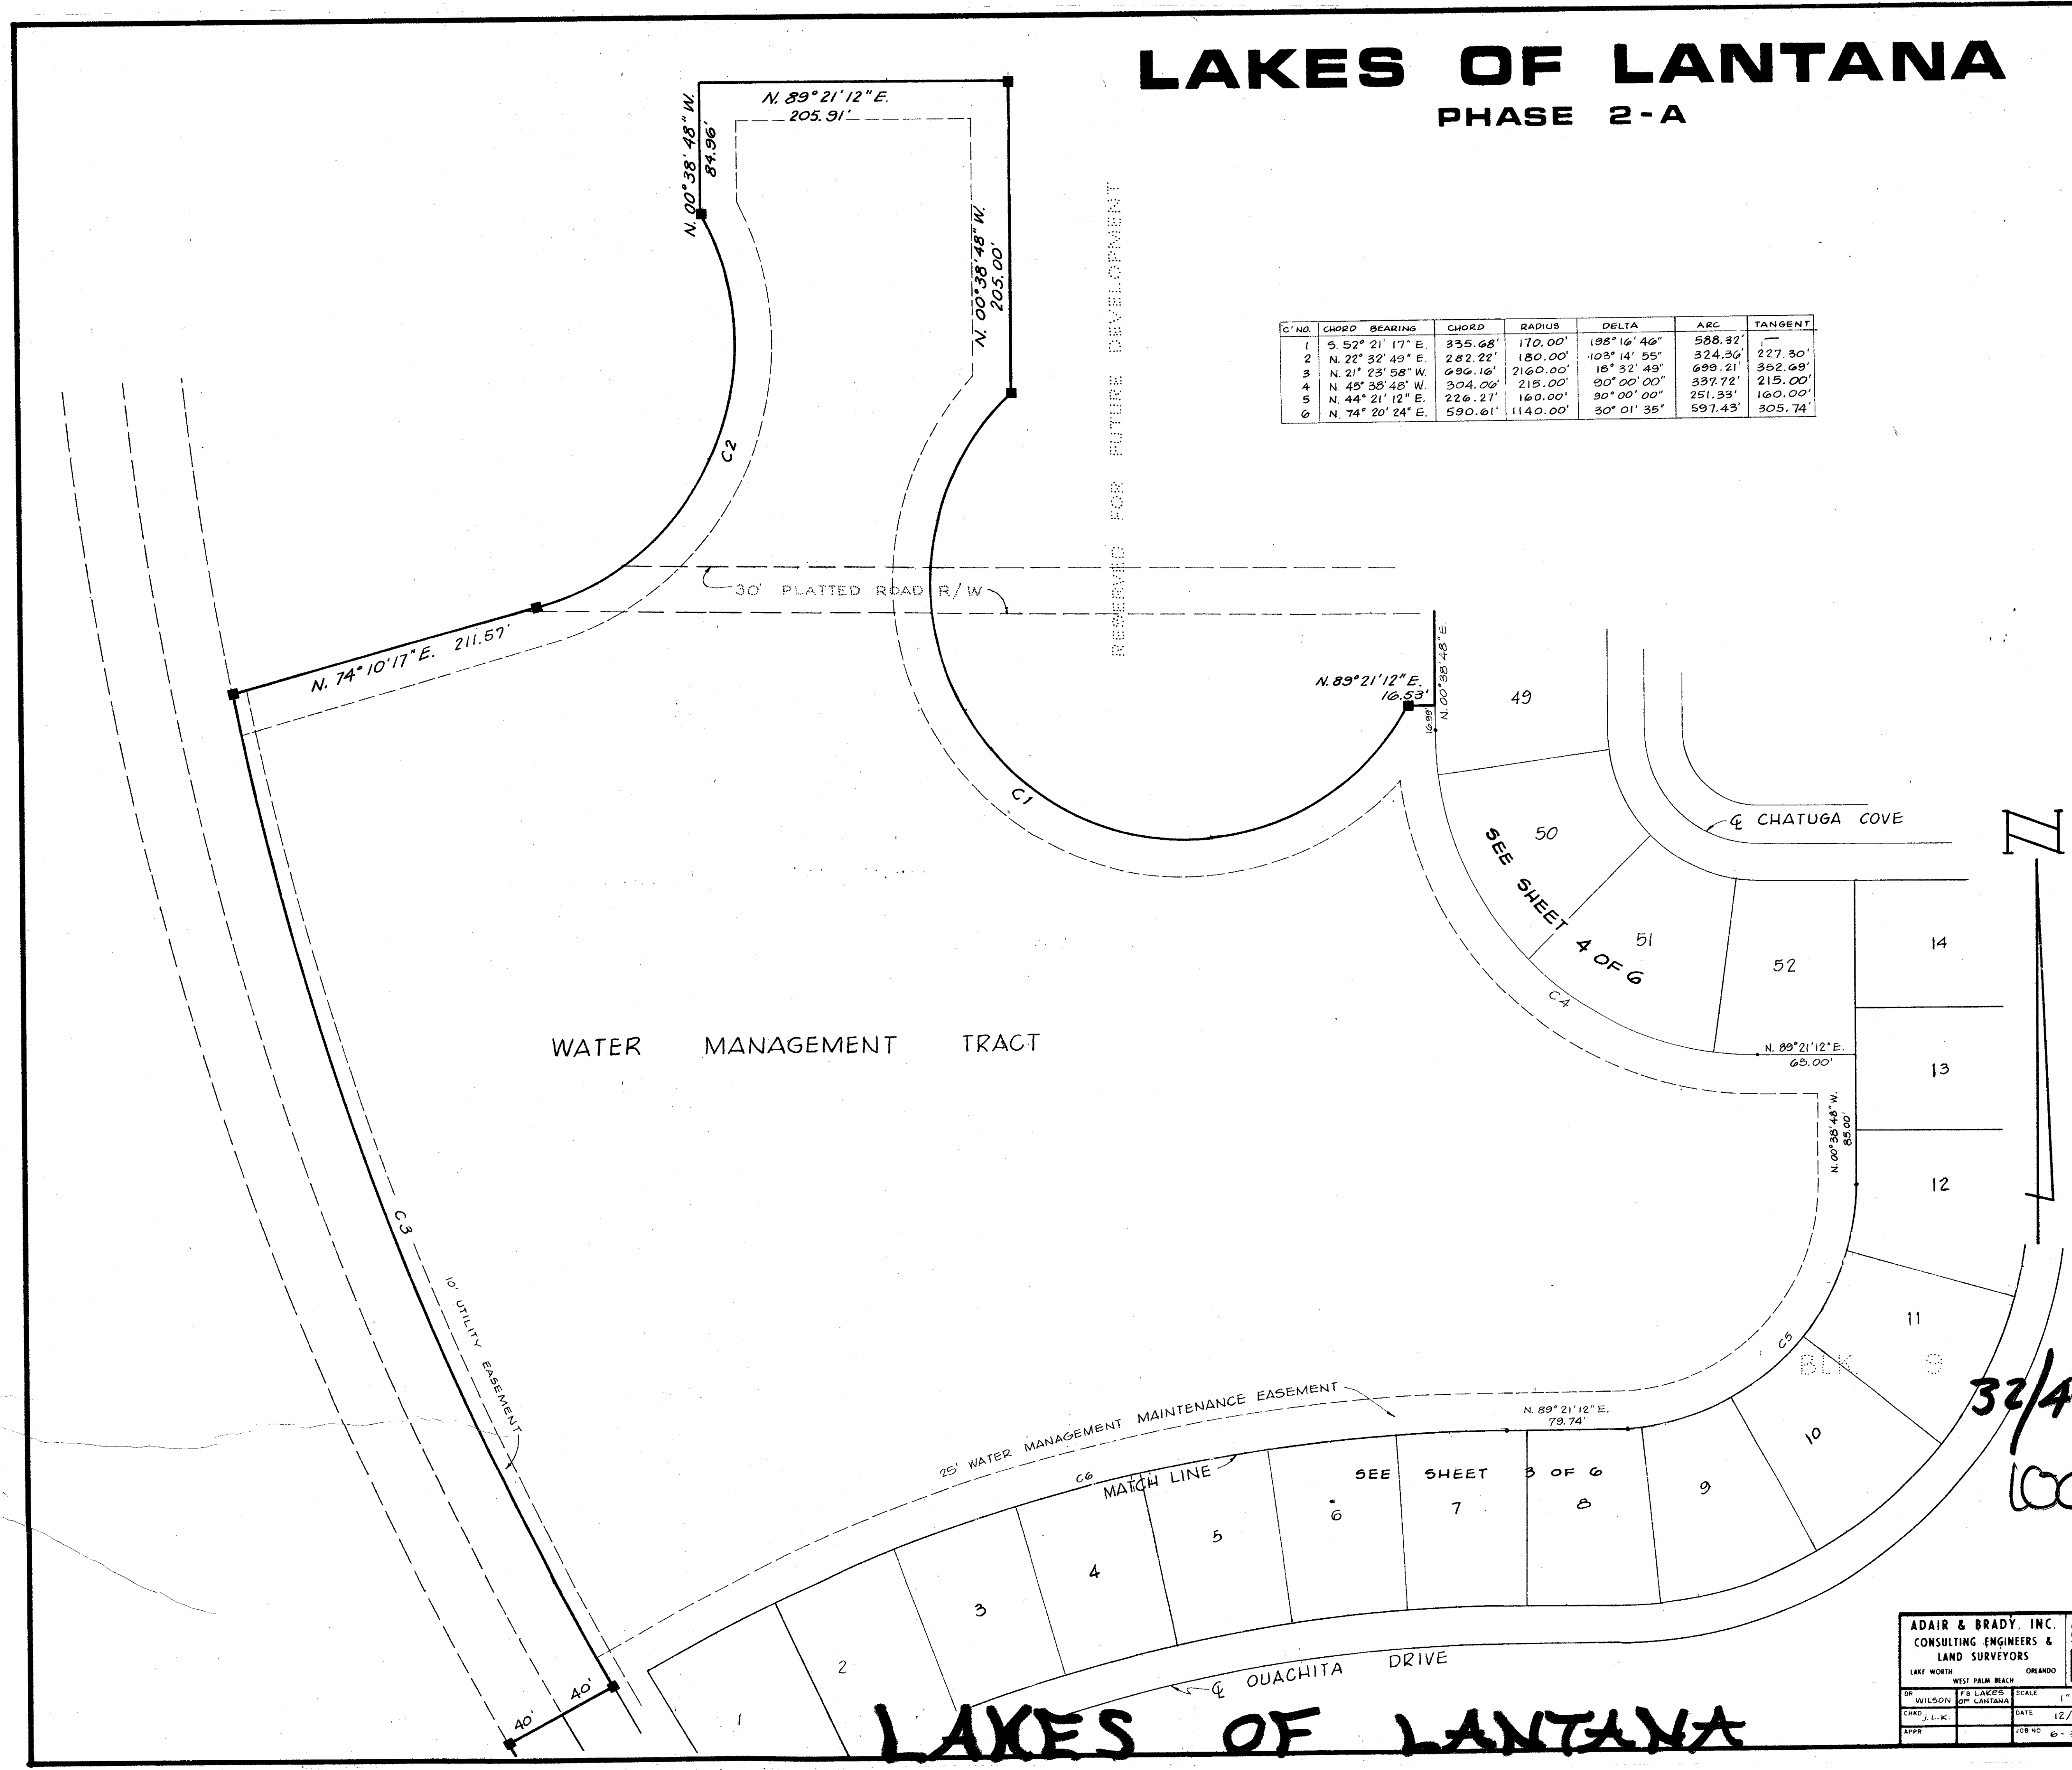 LAKES OF LANTANA
PHASE 2-A
N. 89° 21' 12" E.
205.91'
N. 00° 38' 48" W.
84.96'
N. 00° 38' 48" W.
205.00'
RESERVED FOR FUTURE DEVELOPMENT
C' NO. CHORD BEARING CHORD RADIUS DELTA ARC TANGENT
1 S. 52° 21' 17" E. 335.68' 170.00' 198° 16' 46" 588.32' —
2 N. 22° 32' 49" E. 282.22' 180.00' 103° 14' 55" 324.36' 227.30'
3 N. 21° 23' 58" W. 696.16' 2160.00' 18° 32' 49" 699.21' 352.69'
4 N. 45° 38' 48" W. 304.06' 215.00' 90° 00' 00" 337.72' 215.00'
5 N. 44° 21' 12" E. 226.27' 160.00' 90° 00' 00" 251.33' 160.00'
6 N. 74° 20' 24" E. 590.61' 1140.00' 30° 01' 35" 597.43' 305.74'
C2
30' PLATTED ROAD R/W
N. 74° 10' 17" E. 211.57'
N. 89° 21' 12" E.
16.53'
N. 00° 38' 48" E.
16.99'
49
C1
℄ CHATUGA COVE
N
50
SEE SHEET 4 OF 6
51
52
14
C4
WATER MANAGEMENT TRACT
N. 89° 21' 12" E.
65.00'
13
N. 00° 38' 48" W.
85.00'
12
C3
10' UTILITY EASEMENT
11
C5
BLK 9
32/4
25' WATER MANAGEMENT MAINTENANCE EASEMENT
N. 89° 21' 12" E.
79.74'
10
C6
MATCH LINE
SEE SHEET 3 OF 6
9
8
7
6
5
4
3
2
1
℄ OUACHITA DRIVE
40'
40'
LAKES OF LANTANA
ADAIR & BRADY, INC.
CONSULTING ENGINEERS &
LAND SURVEYORS
LAKE WORTH ORLANDO
WEST PALM BEACH
DR WILSON F B LAKES OF LANTANA SCALE 1"
CHKD J.L.K. DATE 12/
APPR JOB NO 6-